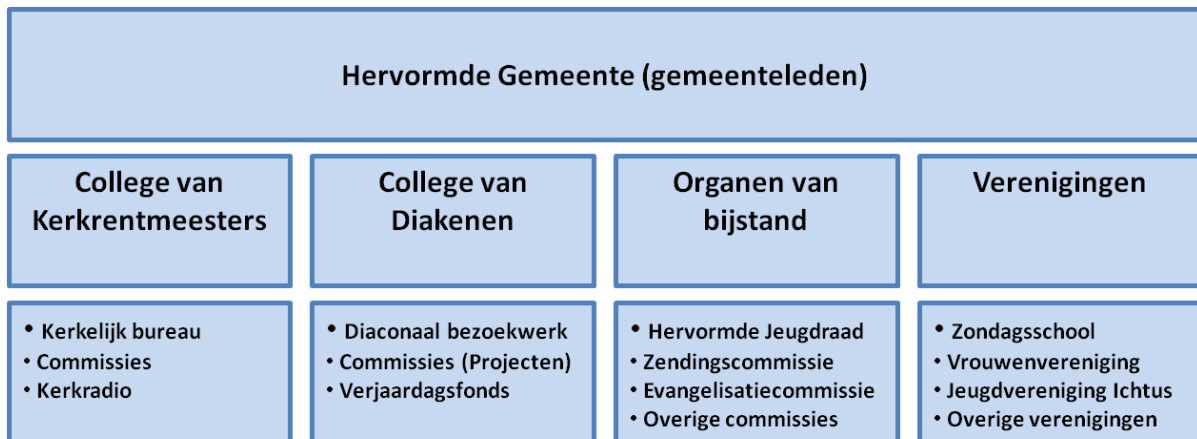 Hervormde Gemeente (gemeenteleden)
College van
Kerkrentmeesters
College van
Diakenen
Organen van
bijstand
Verenigingen
• Kerkelijk bureau
• Commissies
• Kerkradio
• Diaconaal bezoekwerk
• Commissies (Projecten)
• Verjaardagsfonds
• Hervormde Jeugdraad
• Zendingscommissie
• Evangelisatiecommissie
• Overige commissies
• Zondagsschool
• Vrouwenvereniging
• Jeugdvereniging Ichtus
• Overige verenigingen